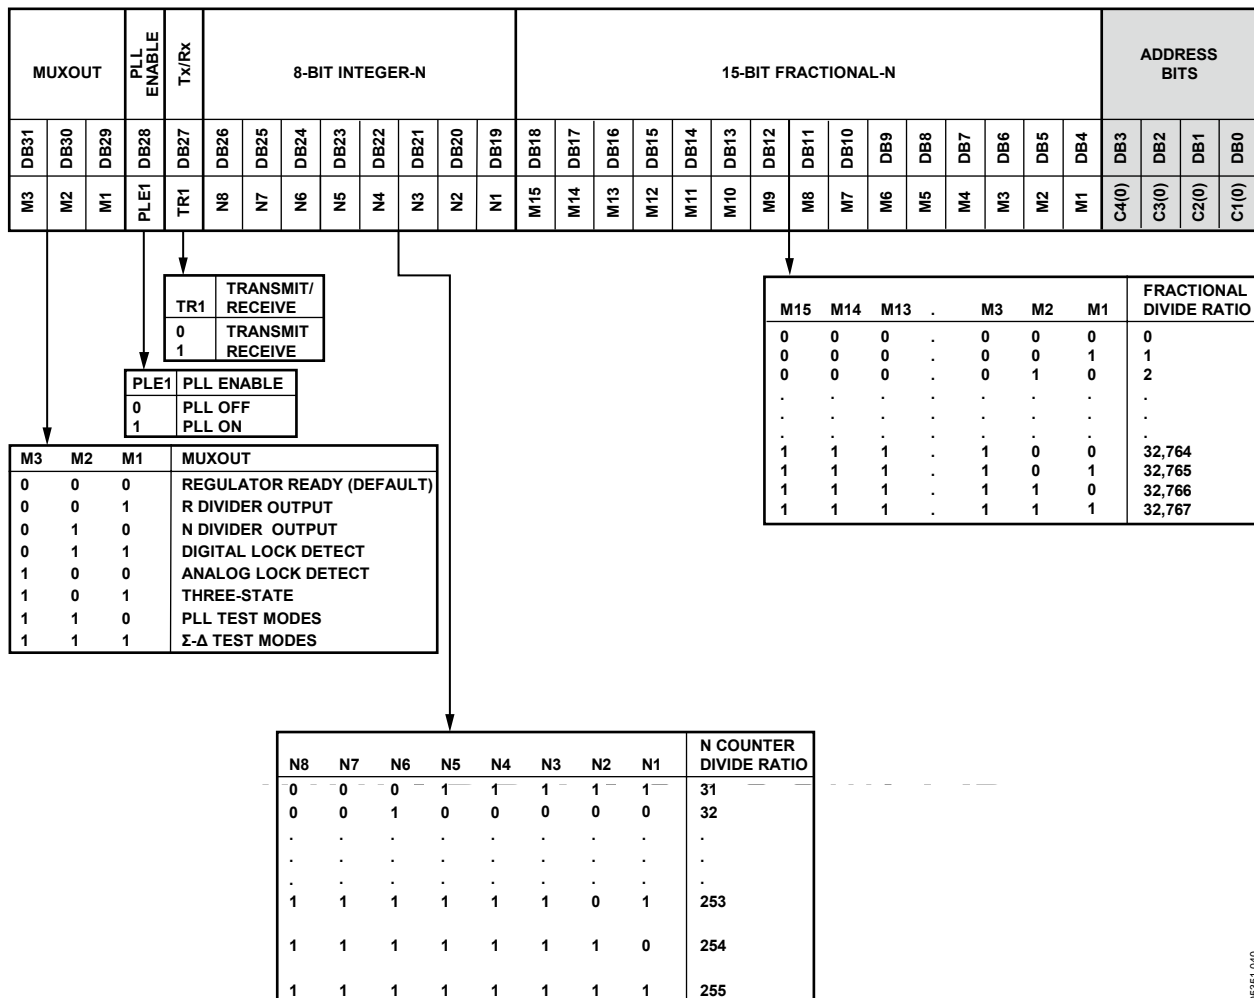 MUXOUT PLL ENABLE Tx/Rx 8-BIT INTEGER-N 15-BIT FRACTIONAL-N ADDRESS BITS
DB31 DB30 DB29 DB28 DB27 DB26 DB25 DB24 DB23 DB22 DB21 DB20 DB19 DB18 DB17 DB16 DB15 DB14 DB13 DB12 DB11 DB10 DB9 DB8 DB7 DB6 DB5 DB4 DB3 DB2 DB1 DB0
M3 M2 M1 PLE1 TR1 N8 N7 N6 N5 N4 N3 N2 N1 M15 M14 M13 M12 M11 M10 M9 M8 M7 M6 M5 M4 M3 M2 M1 C4(0) C3(0) C2(0) C1(0)
TR1 TRANSMIT/
RECEIVE
0 TRANSMIT
1 RECEIVE
PLE1 PLL ENABLE
0 PLL OFF
1 PLL ON
M3 M2 M1 MUXOUT
0 0 0 REGULATOR READY (DEFAULT)
0 0 1 R DIVIDER OUTPUT
0 1 0 N DIVIDER OUTPUT
0 1 1 DIGITAL LOCK DETECT
1 0 0 ANALOG LOCK DETECT
1 0 1 THREE-STATE
1 1 0 PLL TEST MODES
1 1 1 Σ-Δ TEST MODES
M15 M14 M13 . M3 M2 M1 FRACTIONAL
DIVIDE RATIO
0 0 0 . 0 0 0 0
0 0 0 . 0 0 1 1
0 0 0 . 0 1 0 2
. . . . . . . .
. . . . . . . .
. . . . . . . .
1 1 1 . 1 0 0 32,764
1 1 1 . 1 0 1 32,765
1 1 1 . 1 1 0 32,766
1 1 1 . 1 1 1 32,767
N8 N7 N6 N5 N4 N3 N2 N1 N COUNTER
DIVIDE RATIO
0 0 0 1 1 1 1 1 31
0 0 1 0 0 0 0 0 32
. . . . . . . . .
. . . . . . . . .
. . . . . . . . .
1 1 1 1 1 1 0 1 253
1 1 1 1 1 1 1 0 254
1 1 1 1 1 1 1 1 255